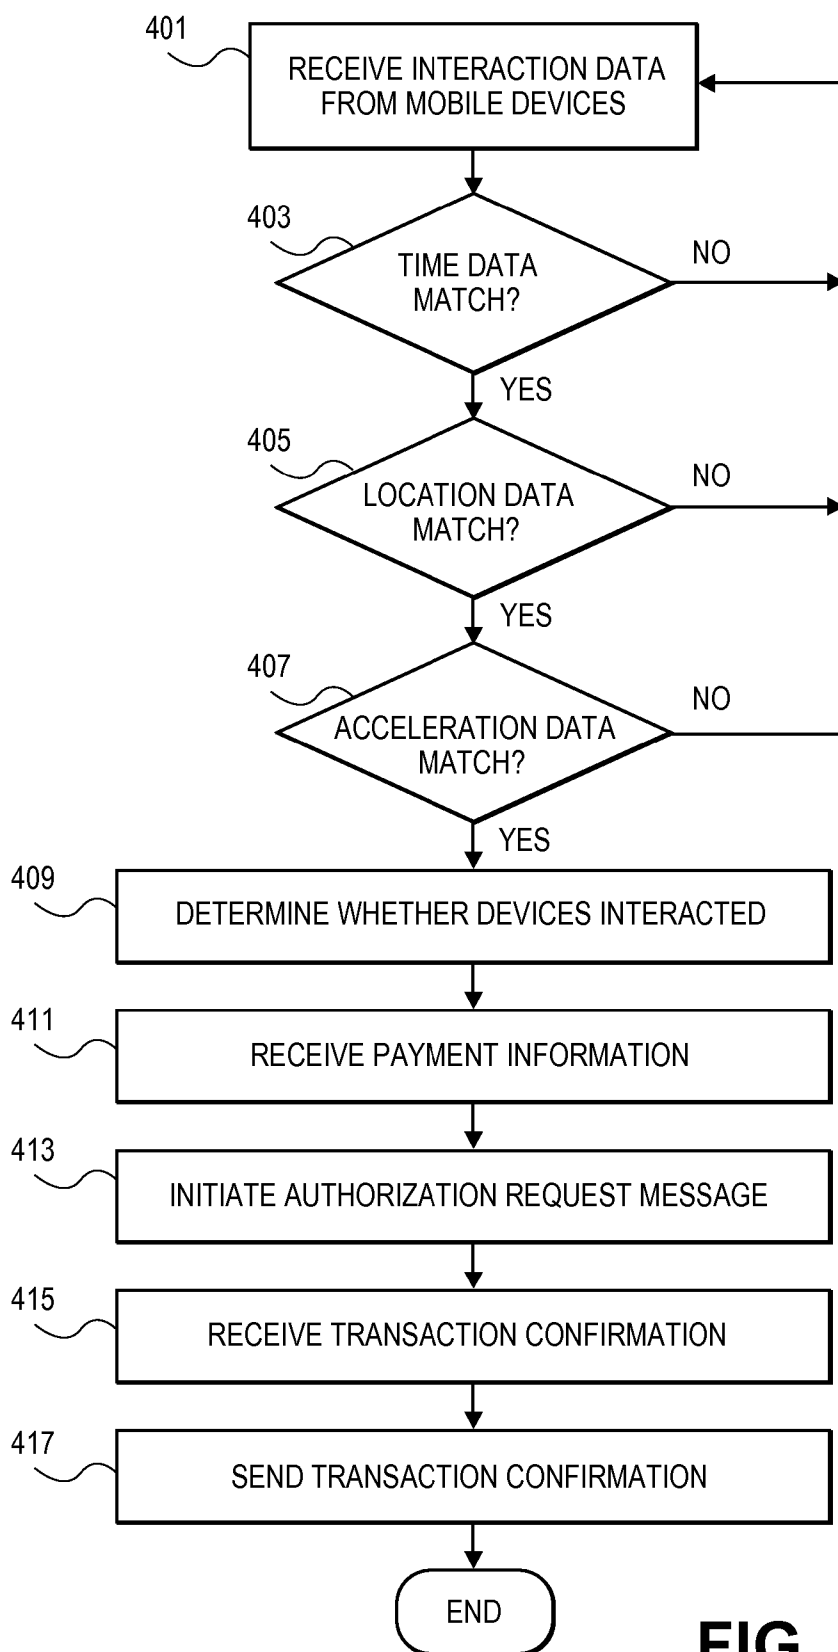 401
RECEIVE INTERACTION DATA
FROM MOBILE DEVICES
403
TIME DATA
MATCH?
NO
YES
405
LOCATION DATA
MATCH?
NO
YES
407
ACCELERATION DATA
MATCH?
NO
YES
409
DETERMINE WHETHER DEVICES INTERACTED
411
RECEIVE PAYMENT INFORMATION
413
INITIATE AUTHORIZATION REQUEST MESSAGE
415
RECEIVE TRANSACTION CONFIRMATION
417
SEND TRANSACTION CONFIRMATION
END
FIG